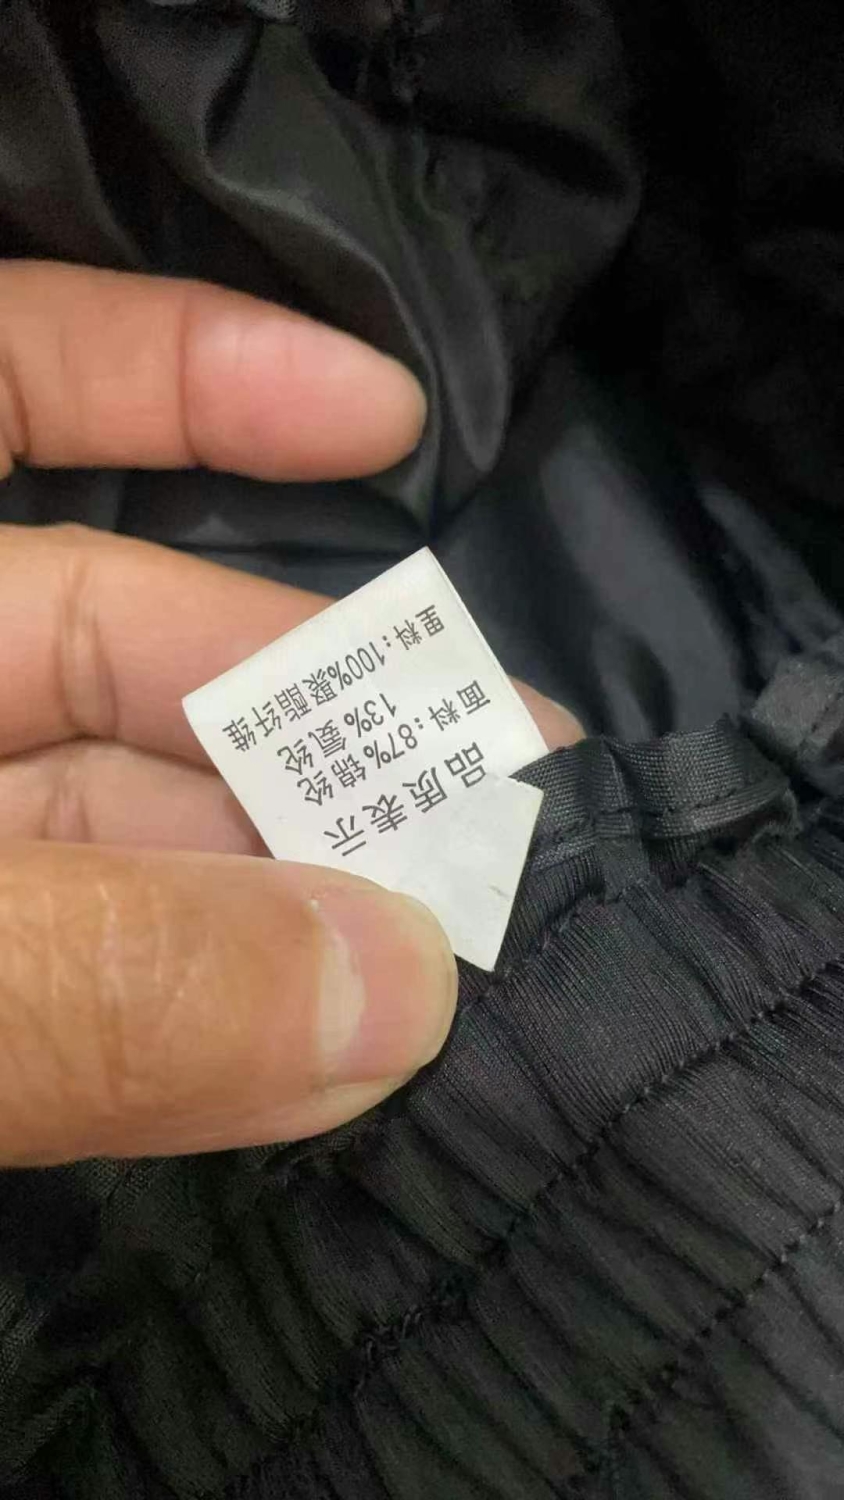 品质表示
面料:87% 锦纶
13% 氨纶
里料:100%聚酯纤维